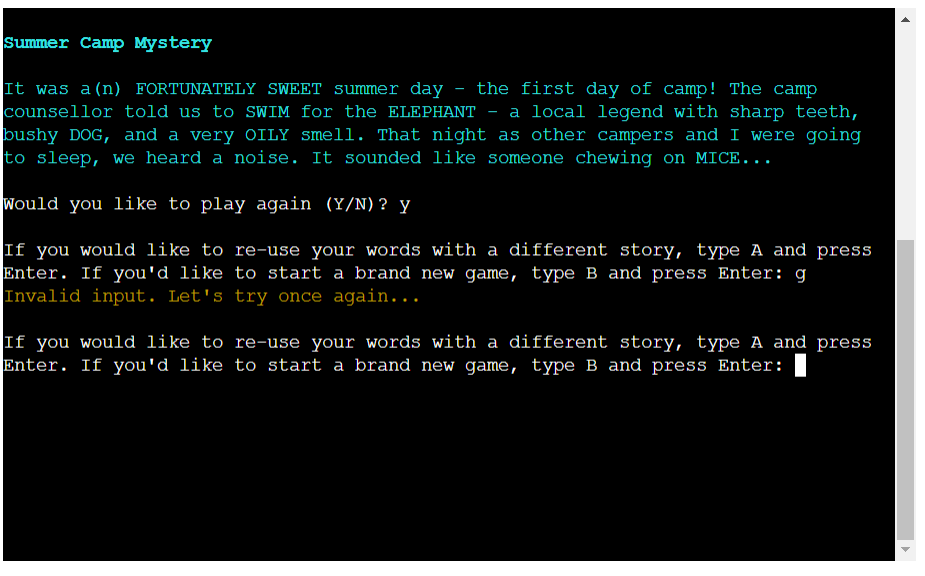 Summer Camp Mystery
It was a(n) FORTUNATELY SWEET summer day - the first day of camp! The camp
counsellor told us to SWIM for the ELEPHANT - a local legend with sharp teeth,
bushy DOG, and a very OILY smell. That night as other campers and I were going
to sleep, we heard a noise. It sounded like someone chewing on MICE...
Would you like to play again (Y/N)? y
If you would like to re-use your words with a different story, type A and press
Enter. If you'd like to start a brand new game, type B and press Enter: g
Invalid input. Let's try once again...
If you would like to re-use your words with a different story, type A and press
Enter. If you'd like to start a brand new game, type B and press Enter: